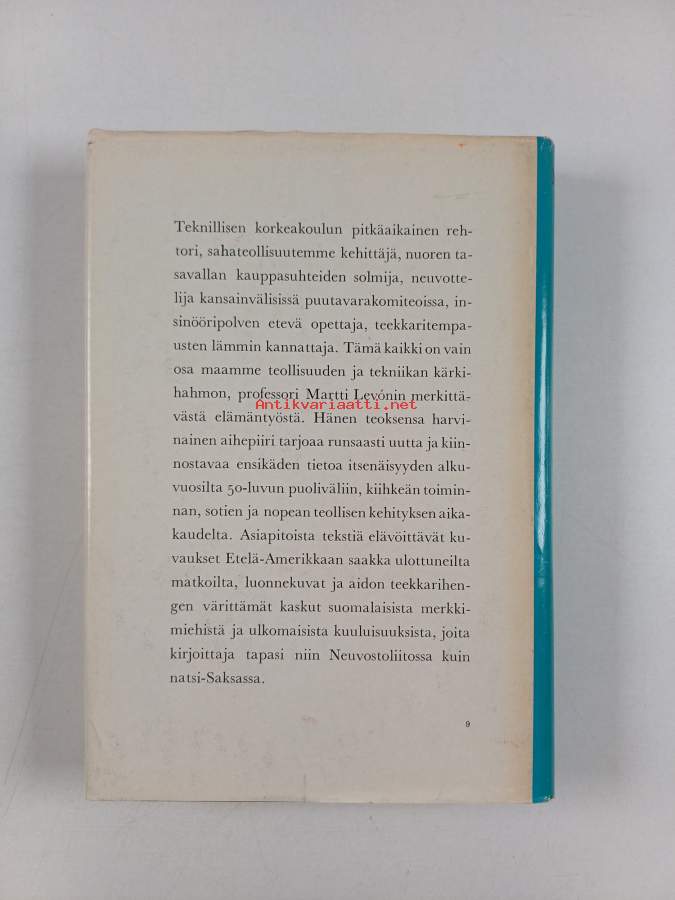 Teknillisen korkeakoulun pitkäaikainen reh-
tori, sahateollisuutemme kehittäjä, nuoren ta-
savallan kauppasuhteiden solmija, neuvotte-
lija kansainvälisissä puutavarakomiteoissa, in-
sinööripolven etevä opettaja, teekkaritempa-
usten lämmin kannattaja. Tämä kaikki on vain
osa maamme teollisuuden ja tekniikan kärki-
hahmon, professori Martti Levónin merkittä-
Antikvariaatti.net
västä elämäntyöstä. Hänen teoksensa harvi-
nainen aihepiiri tarjoaa runsaasti uutta ja kiin-
nostavaa ensikäden tietoa itsenäisyyden alku-
vuosilta 50-luvun puoliväliin, kiihkeän toimin-
nan, sotien ja nopean teollisen kehityksen aika-
kaudelta. Asiapitoista tekstiä elävöittävät ku-
vaukset Etelä-Amerikkaan saakka ulottuneilta
matkoilta, luonnekuvat ja aidon teekkarihen-
gen värittämät kaskut suomalaisista merkki-
miehistä ja ulkomaisista kuuluisuuksista, joita
kirjoittaja tapasi niin Neuvostoliitossa kuin
natsi-Saksassa.
9